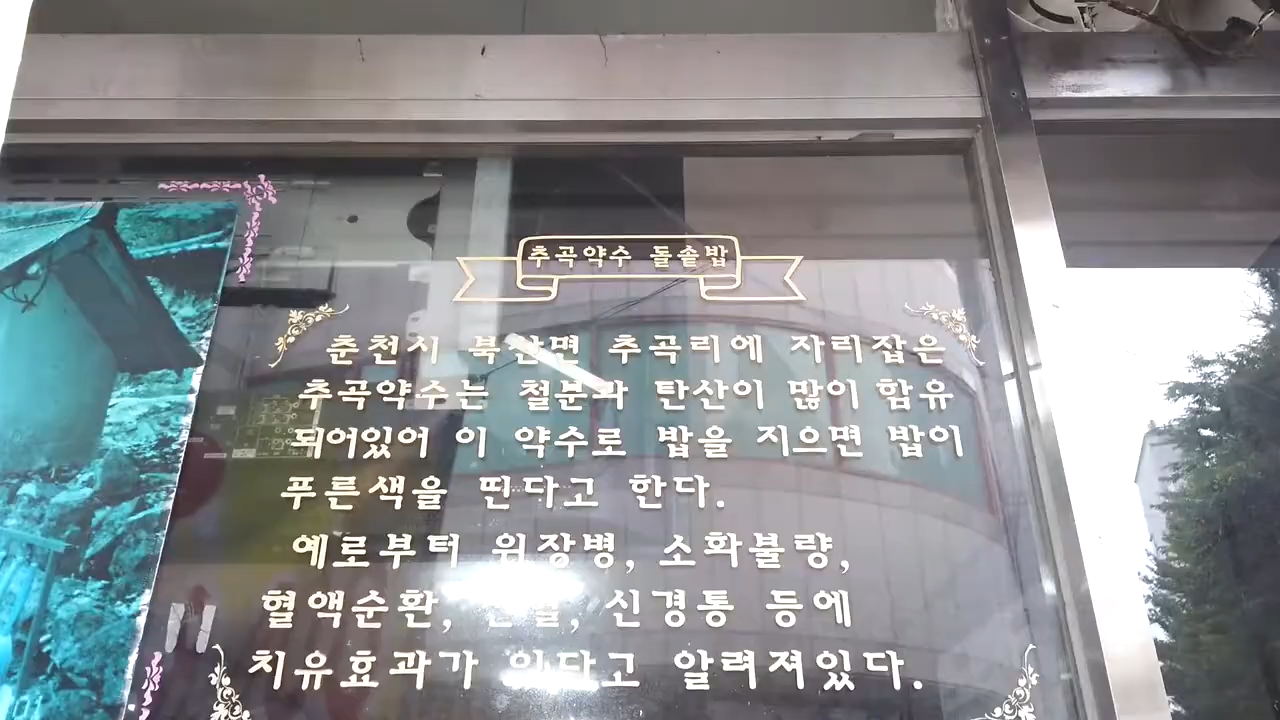 추곡약수 돌솥밥
춘천시 북산면 추곡리에 자리잡은
추곡약수는 철분과 탄산이 많이 함유
되어있어 이 약수로 밥을 지으면 밥이
푸른색을 띤다고 한다.
예로부터 위장병, 소화불량,
혈액순환, 신경통 등에
치유효과가 있다고 알려져있다.